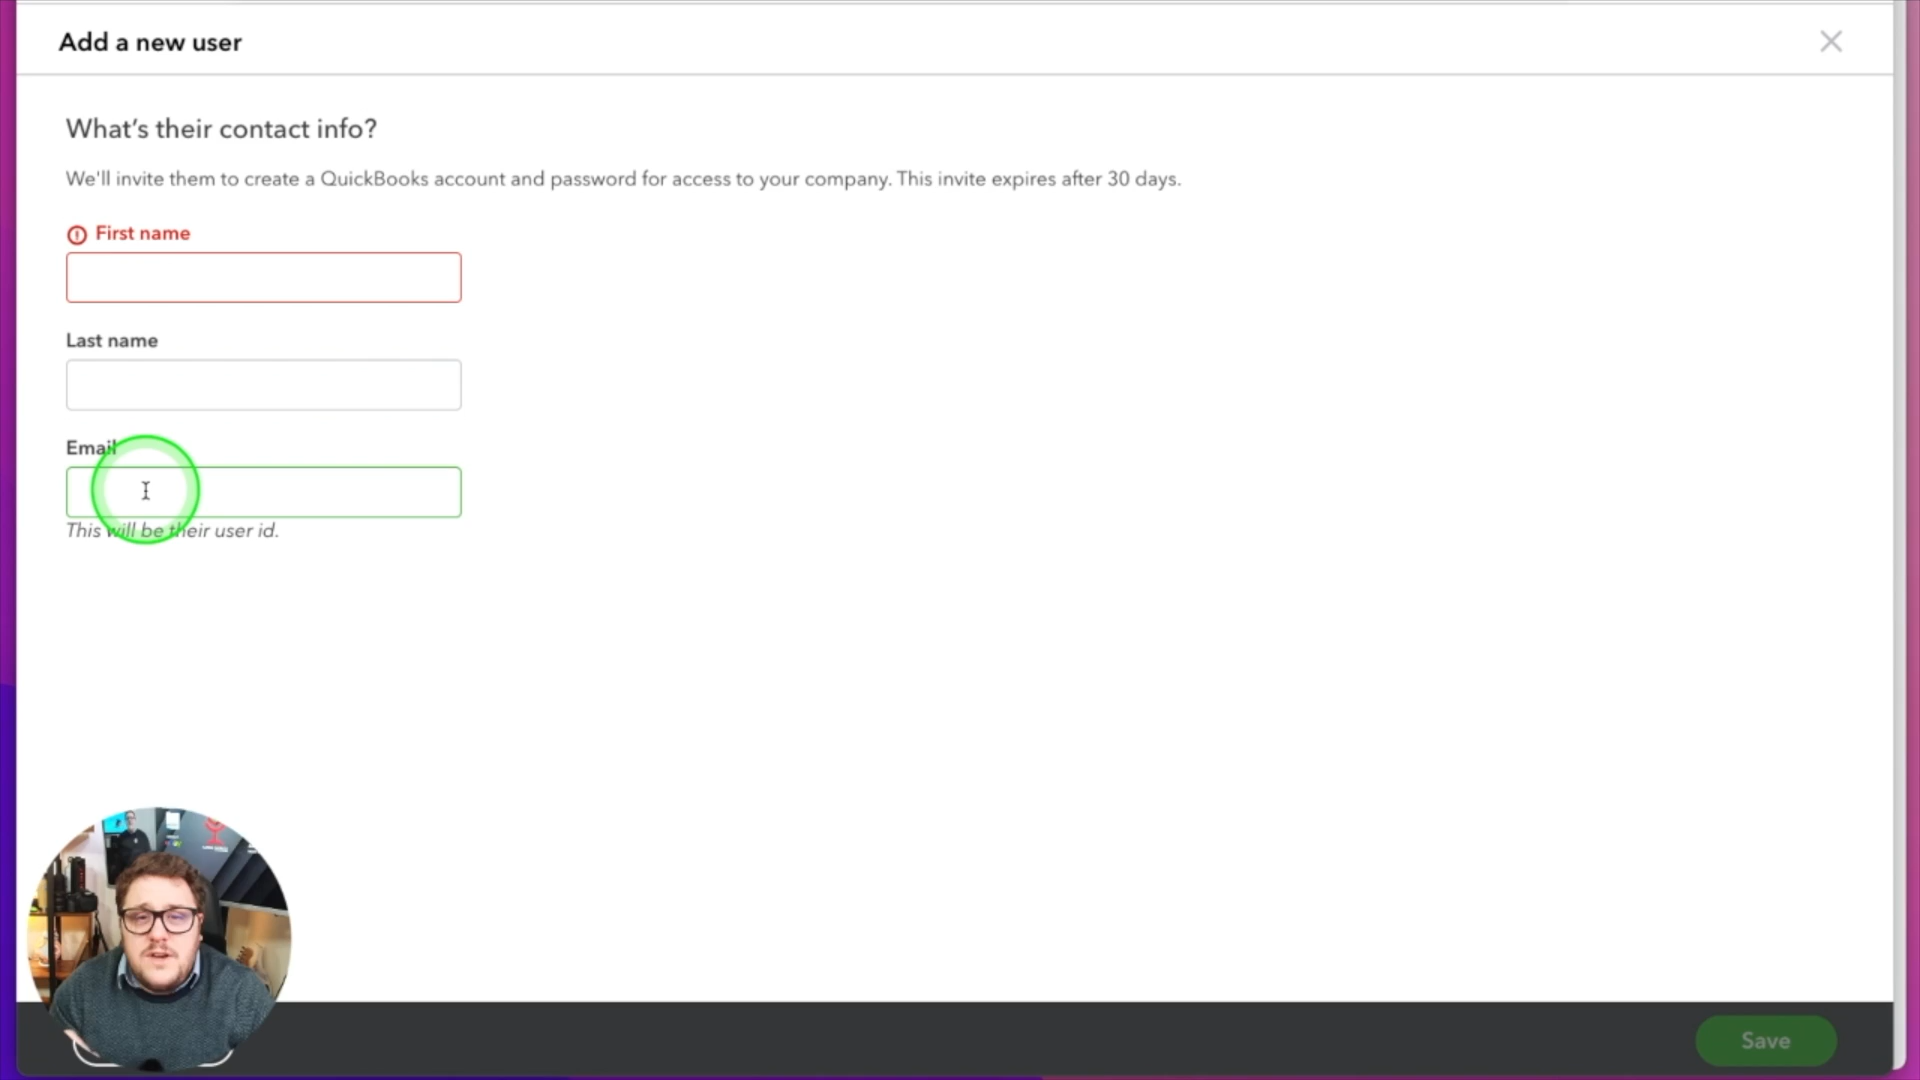 Add a new user
What's their contact info?
We'll invite them to create a QuickBooks account and password for access to your company. This invite expires after 30 days.
First name
Last name
Email
This will be their user id.
Save